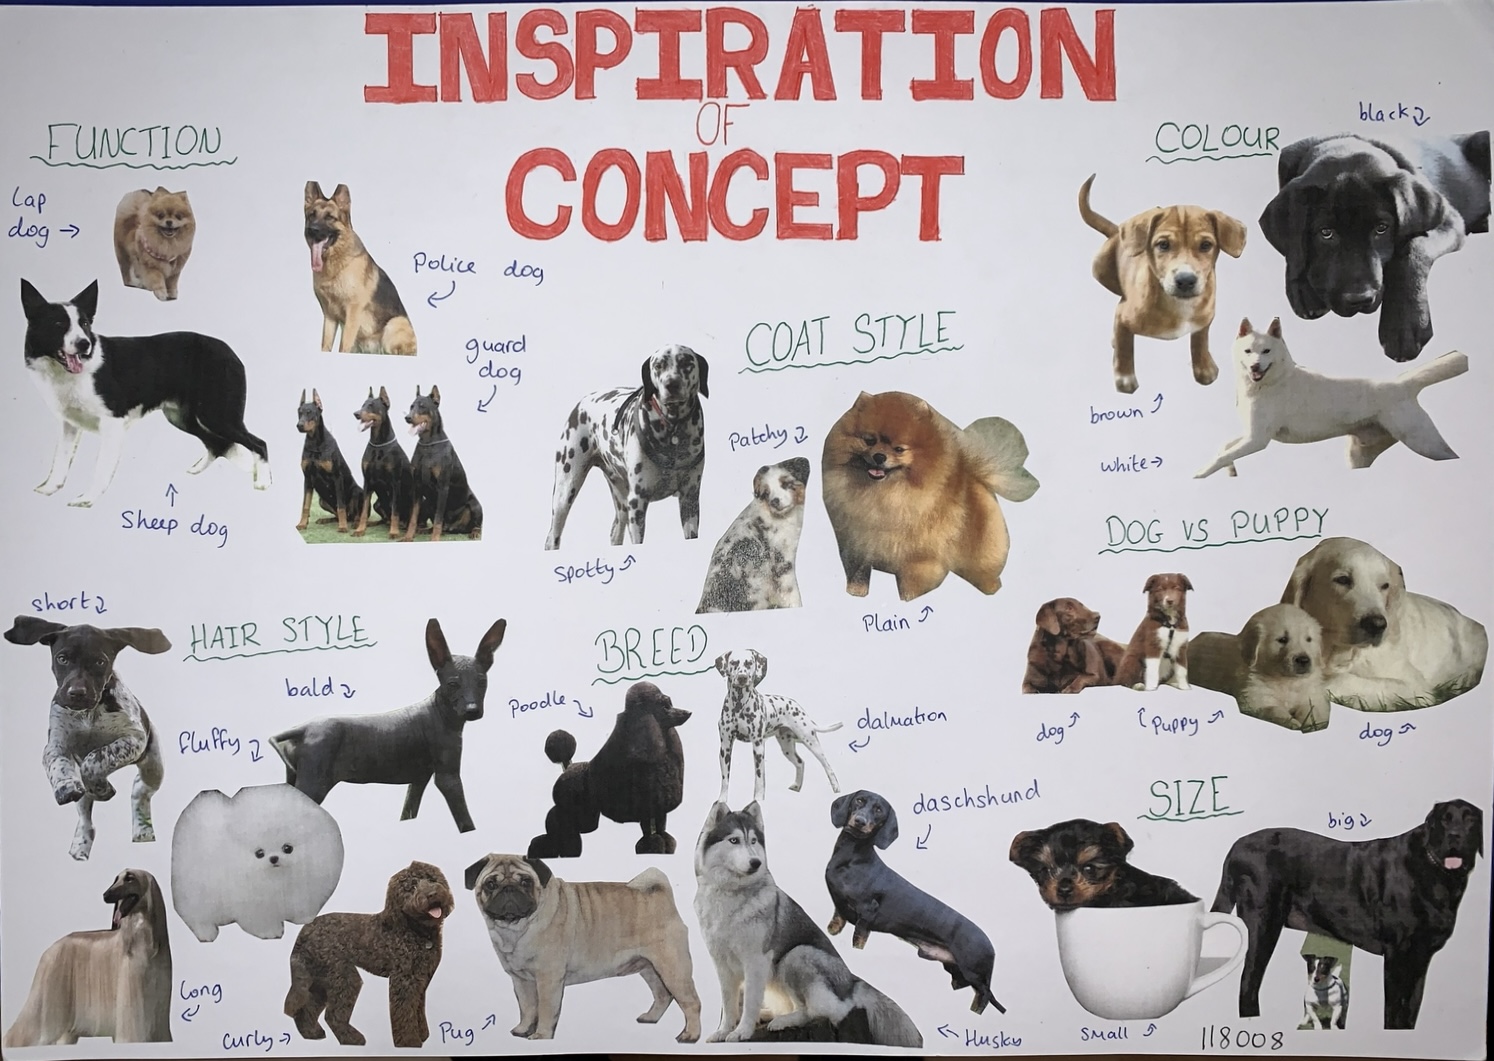 INSPIRATION
OF
CONCEPT
FUNCTION
Lap
dog →
Police dog
guard
dog
Sheep dog
COAT STYLE
Patchy
Spotty
Plain
COLOUR
black
brown
white →
DOG VS PUPPY
dog
puppy
dog
HAIR STYLE
short
bald
fluffy
long
curly →
BREED
Poodle
dalmation
daschshund
Pug
← Husky
SIZE
big
small
118008